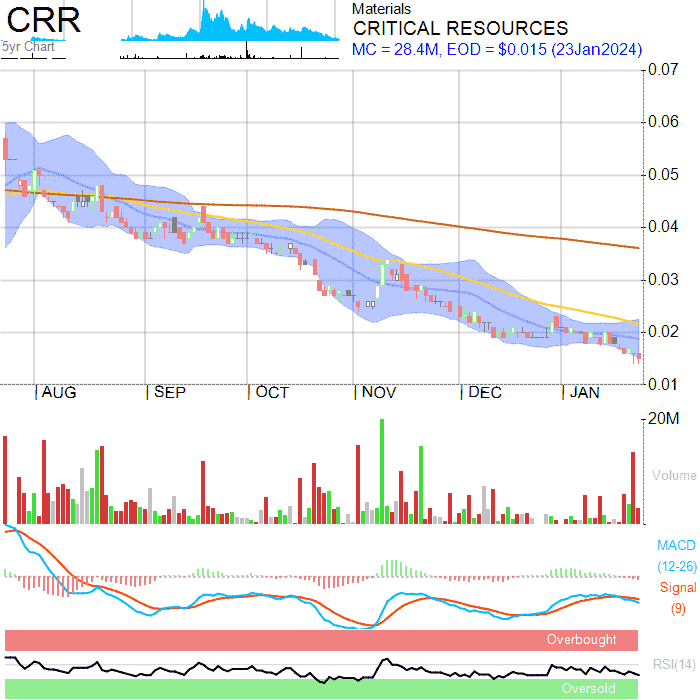 CRR
5yr Chart
Materials
CRITICAL RESOURCES
MC = 28.4M, EOD = $0.015 (23Jan2024)
0.07
0.06
0.05
0.04
0.03
0.02
0.01
AUG SEP OCT NOV DEC JAN
20M
Volume
MACD
(12-26)
Signal
(9)
Overbought
RSI(14)
Oversold